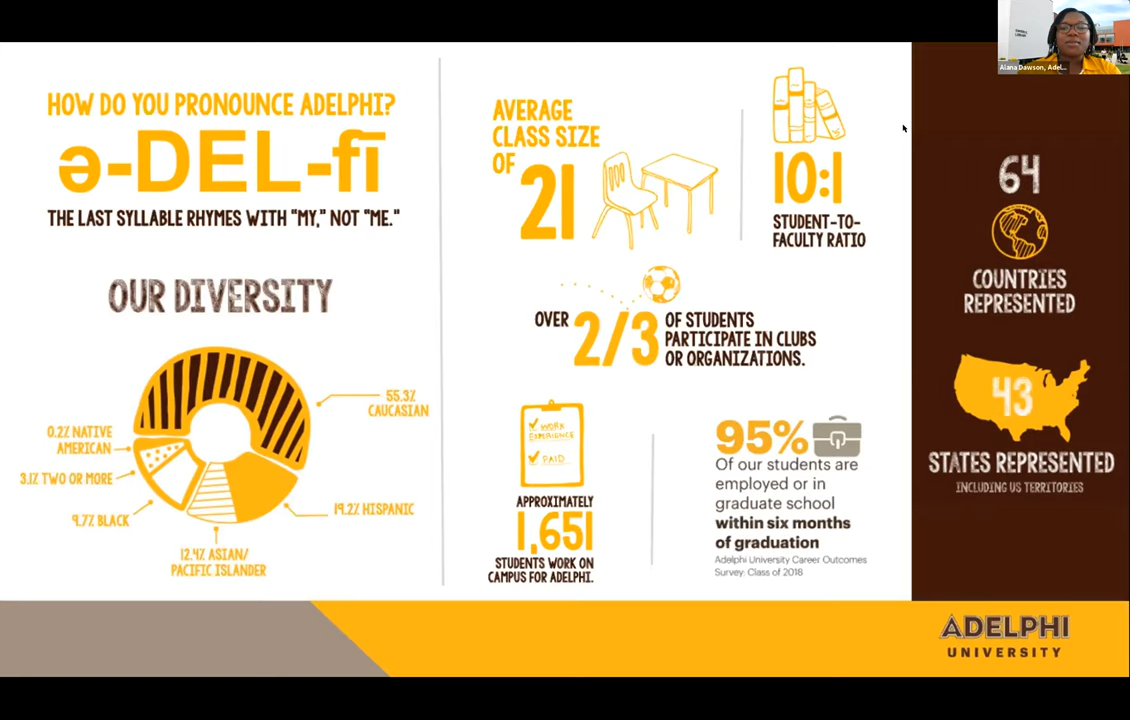 Alana Dawson, Adel...
HOW DO YOU PRONOUNCE ADELPHI?
ə-DEL-fī
THE LAST SYLLABLE RHYMES WITH “MY,” NOT “ME.”
OUR DIVERSITY
55.3%
CAUCASIAN
0.2% NATIVE
AMERICAN
3.1% TWO OR MORE
9.7% BLACK
19.2% HISPANIC
12.4% ASIAN/
PACIFIC ISLANDER
AVERAGE
CLASS SIZE
OF 21
10:1
STUDENT-TO-
FACULTY RATIO
OVER 2/3 OF STUDENTS
PARTICIPATE IN CLUBS
OR ORGANIZATIONS.
WORK
EXPERIENCE
PAID
APPROXIMATELY
1,651
STUDENTS WORK ON
CAMPUS FOR ADELPHI.
95%
Of our students are
employed or in
graduate school
within six months
of graduation
Adelphi University Career Outcomes
Survey: Class of 2018
64
COUNTRIES
REPRESENTED
43
STATES REPRESENTED
INCLUDING US TERRITORIES
ADELPHI
UNIVERSITY